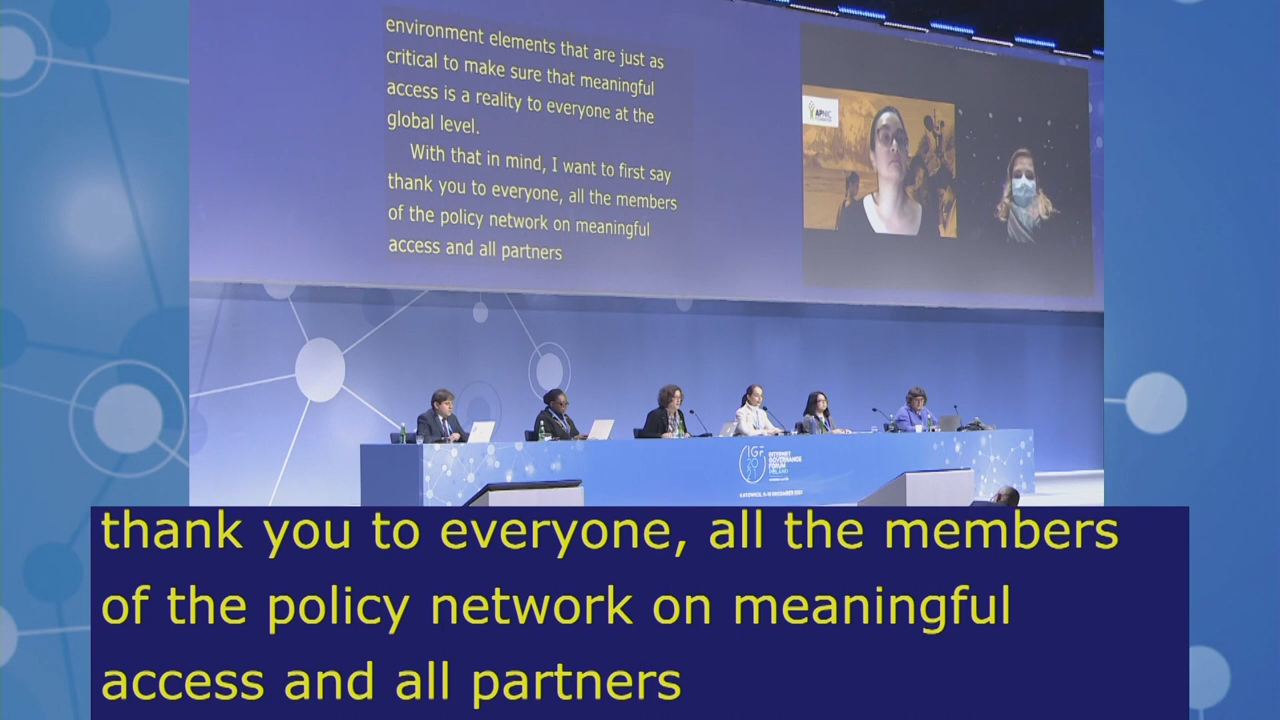 environment elements that are just as
critical to make sure that meaningful
access is a reality to everyone at the
global level.
With that in mind, I want to first say
thank you to everyone, all the members
of the policy network on meaningful
access and all partners
APNIC
IGF
2021
INTERNET
GOVERNANCE
FORUM
POLAND
thank you to everyone, all the members
of the policy network on meaningful
access and all partners